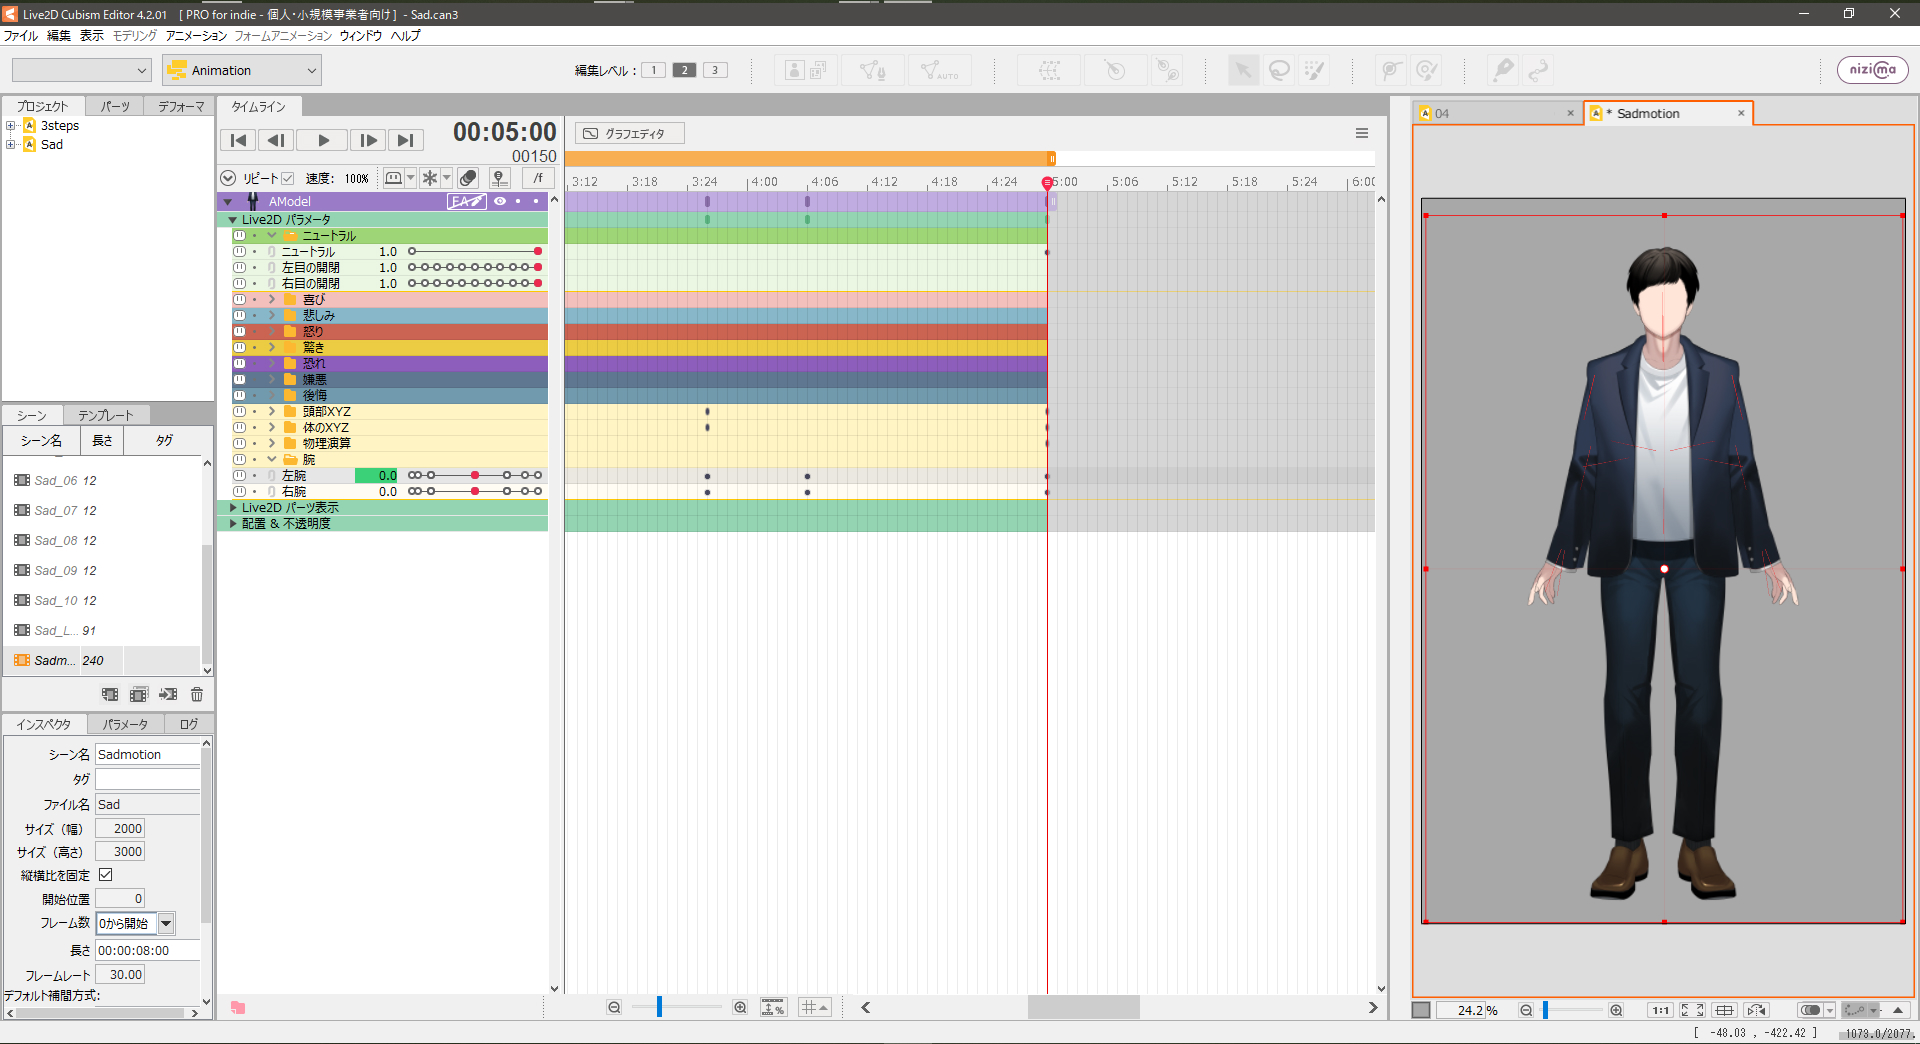 Live2D Cubism Editor 4.2.01 [ PRO for indie - 個人・小規模事業者向け ] - Sad.can3
ファイル 編集 表示 モデリング アニメーション フォームアニメーション ウィンドウ ヘルプ
Animation
編集レベル： 1 2 3
AUTO
nizima
プロジェクト パーツ デフォーマ
3steps
Sad
タイムライン
00:05:00
00150
グラフエディタ
リピート 速度: 100% /f
3:12 3:18 3:24 4:00 4:06 4:12 4:18 4:24 5:00 5:06 5:12 5:18 5:24 6:00
AModel EA
Live2D パラメータ
ニュートラル
ニュートラル 1.0
左目の開閉 1.0
右目の開閉 1.0
喜び
悲しみ
怒り
驚き
恐れ
嫌悪
後悔
頭部XYZ
体のXYZ
物理演算
腕
左腕 0.0
右腕 0.0
Live2D パーツ表示
配置 & 不透明度
シーン テンプレート
シーン名 長さ タグ
Sad_06 12
Sad_07 12
Sad_08 12
Sad_09 12
Sad_10 12
Sad_L... 91
Sadm... 240
インスペクタ パラメータ ログ
シーン名 Sadmotion
タグ
ファイル名 Sad
サイズ（幅） 2000
サイズ（高さ） 3000
縦横比を固定
開始位置 0
フレーム数 0から開始
長さ 00:00:08:00
フレームレート 30.00
デフォルト補間方式:
04 ×
* Sadmotion ×
24.2 %
1:1
[ -48.03 , -422.42 ] 1073.0/2077.